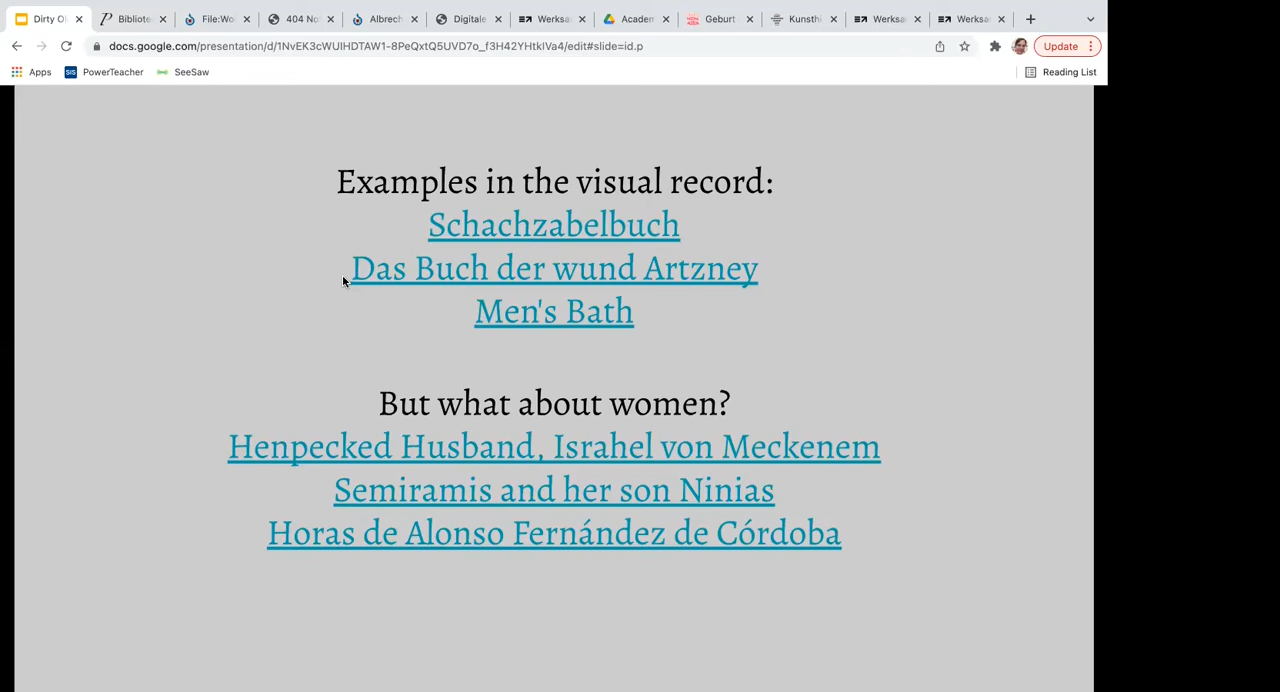 Dirty Ol
Bibliote
File:Wo
404 No
Albrech
Digitale
Werksa
Academ
Geburt
Kunsthi
Werksa
Werksa
docs.google.com/presentation/d/1NvEK3cWUIHDTAW1-8PeQxtQ5UVD7o_f3H42YHtkIVa4/edit#slide=id.p
Update
Apps
SIS PowerTeacher
SeeSaw
Reading List
Examples in the visual record:
Schachzabelbuch
Das Buch der wund Artzney
Men's Bath
But what about women?
Henpecked Husband, Israhel von Meckenem
Semiramis and her son Ninias
Horas de Alonso Fernández de Córdoba